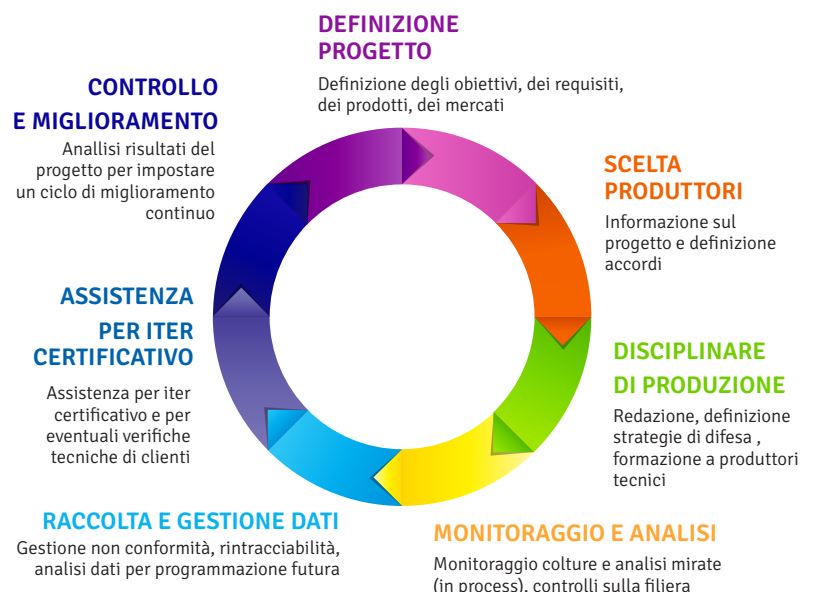 DEFINIZIONE
PROGETTO
Definizione degli obiettivi, dei requisiti,
dei prodotti, dei mercati
SCELTA
PRODUTTORI
Informazione sul
progetto e definizione
accordi
DISCIPLINARE
DI PRODUZIONE
Redazione, definizione
strategie di difesa ,
formazione a produttori
tecnici
MONITORAGGIO E ANALISI
Monitoraggio colture e analisi mirate
(in process), controlli sulla filiera
RACCOLTA E GESTIONE DATI
Gestione non conformità, rintracciabilità,
analisi dati per programmazione futura
ASSISTENZA
PER ITER
CERTIFICATIVO
Assistenza per iter
certificativo e per
eventuali verifiche
tecniche di clienti
CONTROLLO
E MIGLIORAMENTO
Anallisi risultati del
progetto per impostare
un ciclo di miglioramento
continuo